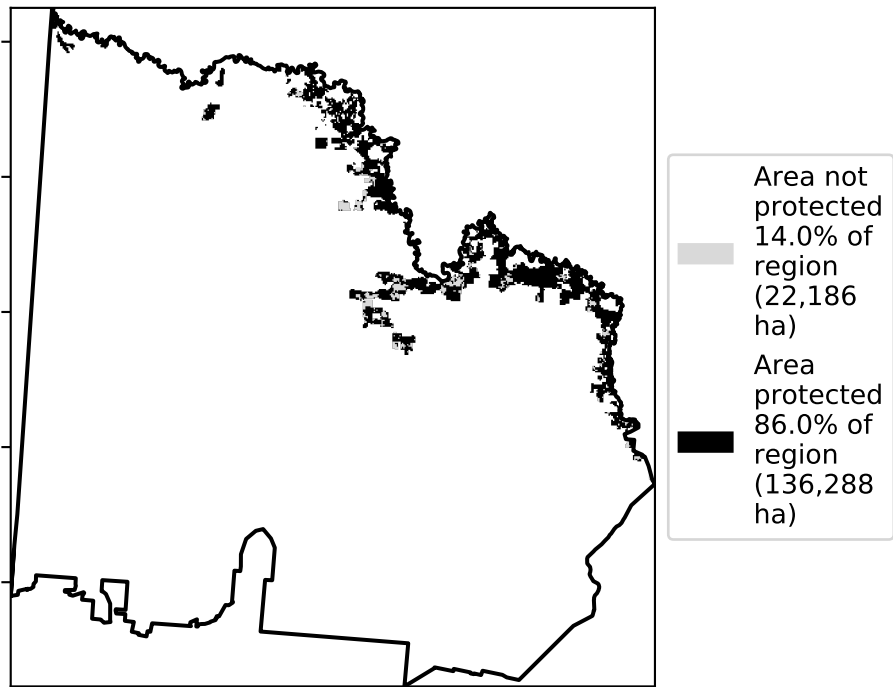 Area not
protected
14.0% of
region
(22,186
ha)
Area
protected
86.0% of
region
(136,288
ha)